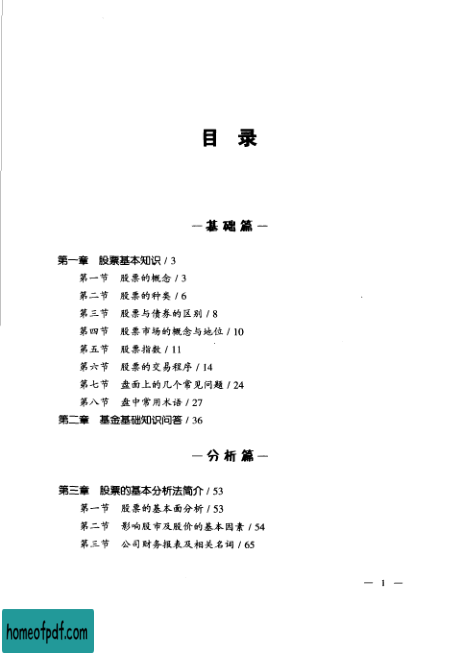 目 录
— 基 础 篇 —
第一章 股票基本知识 / 3
第一节 股票的概念 / 3
第二节 股票的种类 / 6
第三节 股票与债券的区别 / 8
第四节 股票市场的概念与地位 / 10
第五节 股票指数 / 11
第六节 股票的交易程序 / 14
第七节 盘面上的几个常见问题 / 24
第八节 盘中常用术语 / 27
第二章 基金基础知识问答 / 36
— 分 析 篇 —
第三章 股票的基本分析法简介 / 53
第一节 股票的基本面分析 / 53
第二节 影响股市及股价的基本因素 / 54
第三节 公司财务报表及相关名词 / 65
— 1 —
homeofpdf.com